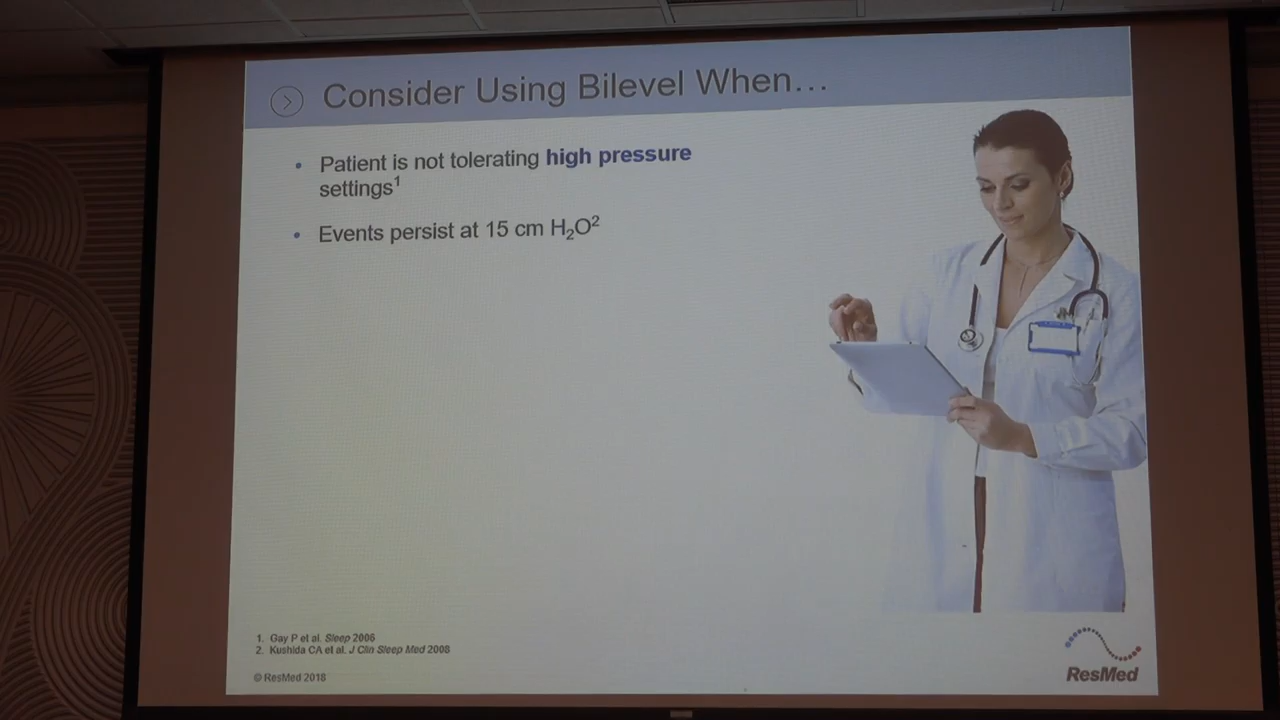 Consider Using Bilevel When…
• Patient is not tolerating high pressure
settings¹
• Events persist at 15 cm H₂O²
1. Gay P et al. Sleep 2006
2. Kushida CA et al. J Clin Sleep Med 2008
© ResMed 2018
ResMed